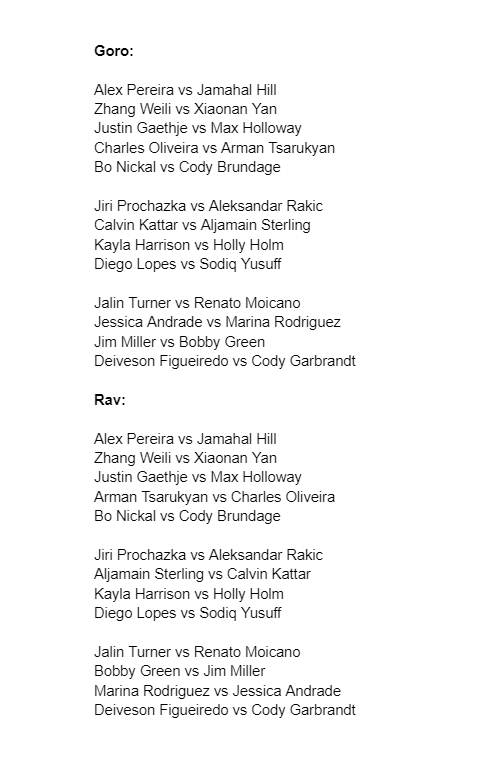 Goro:
Alex Pereira vs Jamahal Hill
Zhang Weili vs Xiaonan Yan
Justin Gaethje vs Max Holloway
Charles Oliveira vs Arman Tsarukyan
Bo Nickal vs Cody Brundage
Jiri Prochazka vs Aleksandar Rakic
Calvin Kattar vs Aljamain Sterling
Kayla Harrison vs Holly Holm
Diego Lopes vs Sodiq Yusuff
Jalin Turner vs Renato Moicano
Jessica Andrade vs Marina Rodriguez
Jim Miller vs Bobby Green
Deiveson Figueiredo vs Cody Garbrandt
Rav:
Alex Pereira vs Jamahal Hill
Zhang Weili vs Xiaonan Yan
Justin Gaethje vs Max Holloway
Arman Tsarukyan vs Charles Oliveira
Bo Nickal vs Cody Brundage
Jiri Prochazka vs Aleksandar Rakic
Aljamain Sterling vs Calvin Kattar
Kayla Harrison vs Holly Holm
Diego Lopes vs Sodiq Yusuff
Jalin Turner vs Renato Moicano
Bobby Green vs Jim Miller
Marina Rodriguez vs Jessica Andrade
Deiveson Figueiredo vs Cody Garbrandt